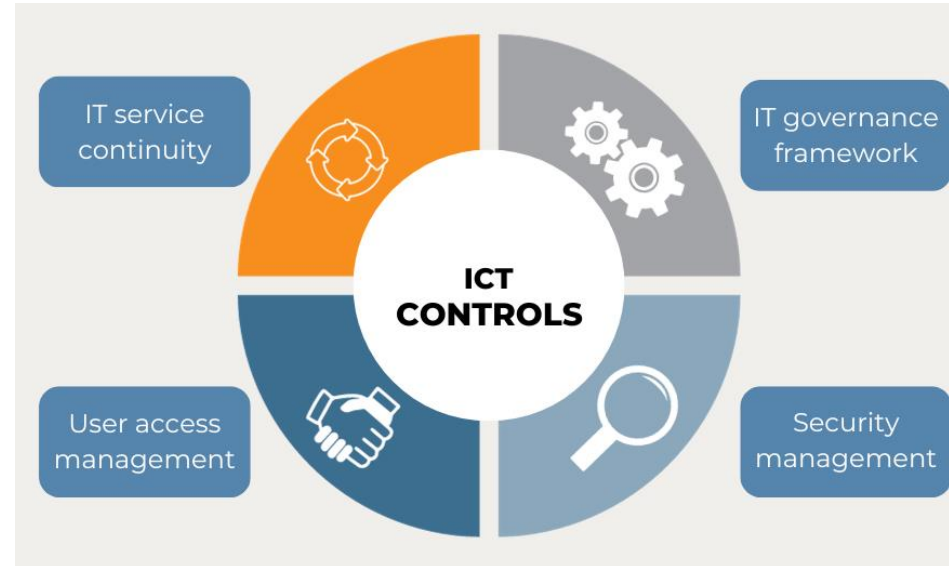 IT service
continuity
IT governance
framework
ICT
CONTROLS
User access
management
Security
management